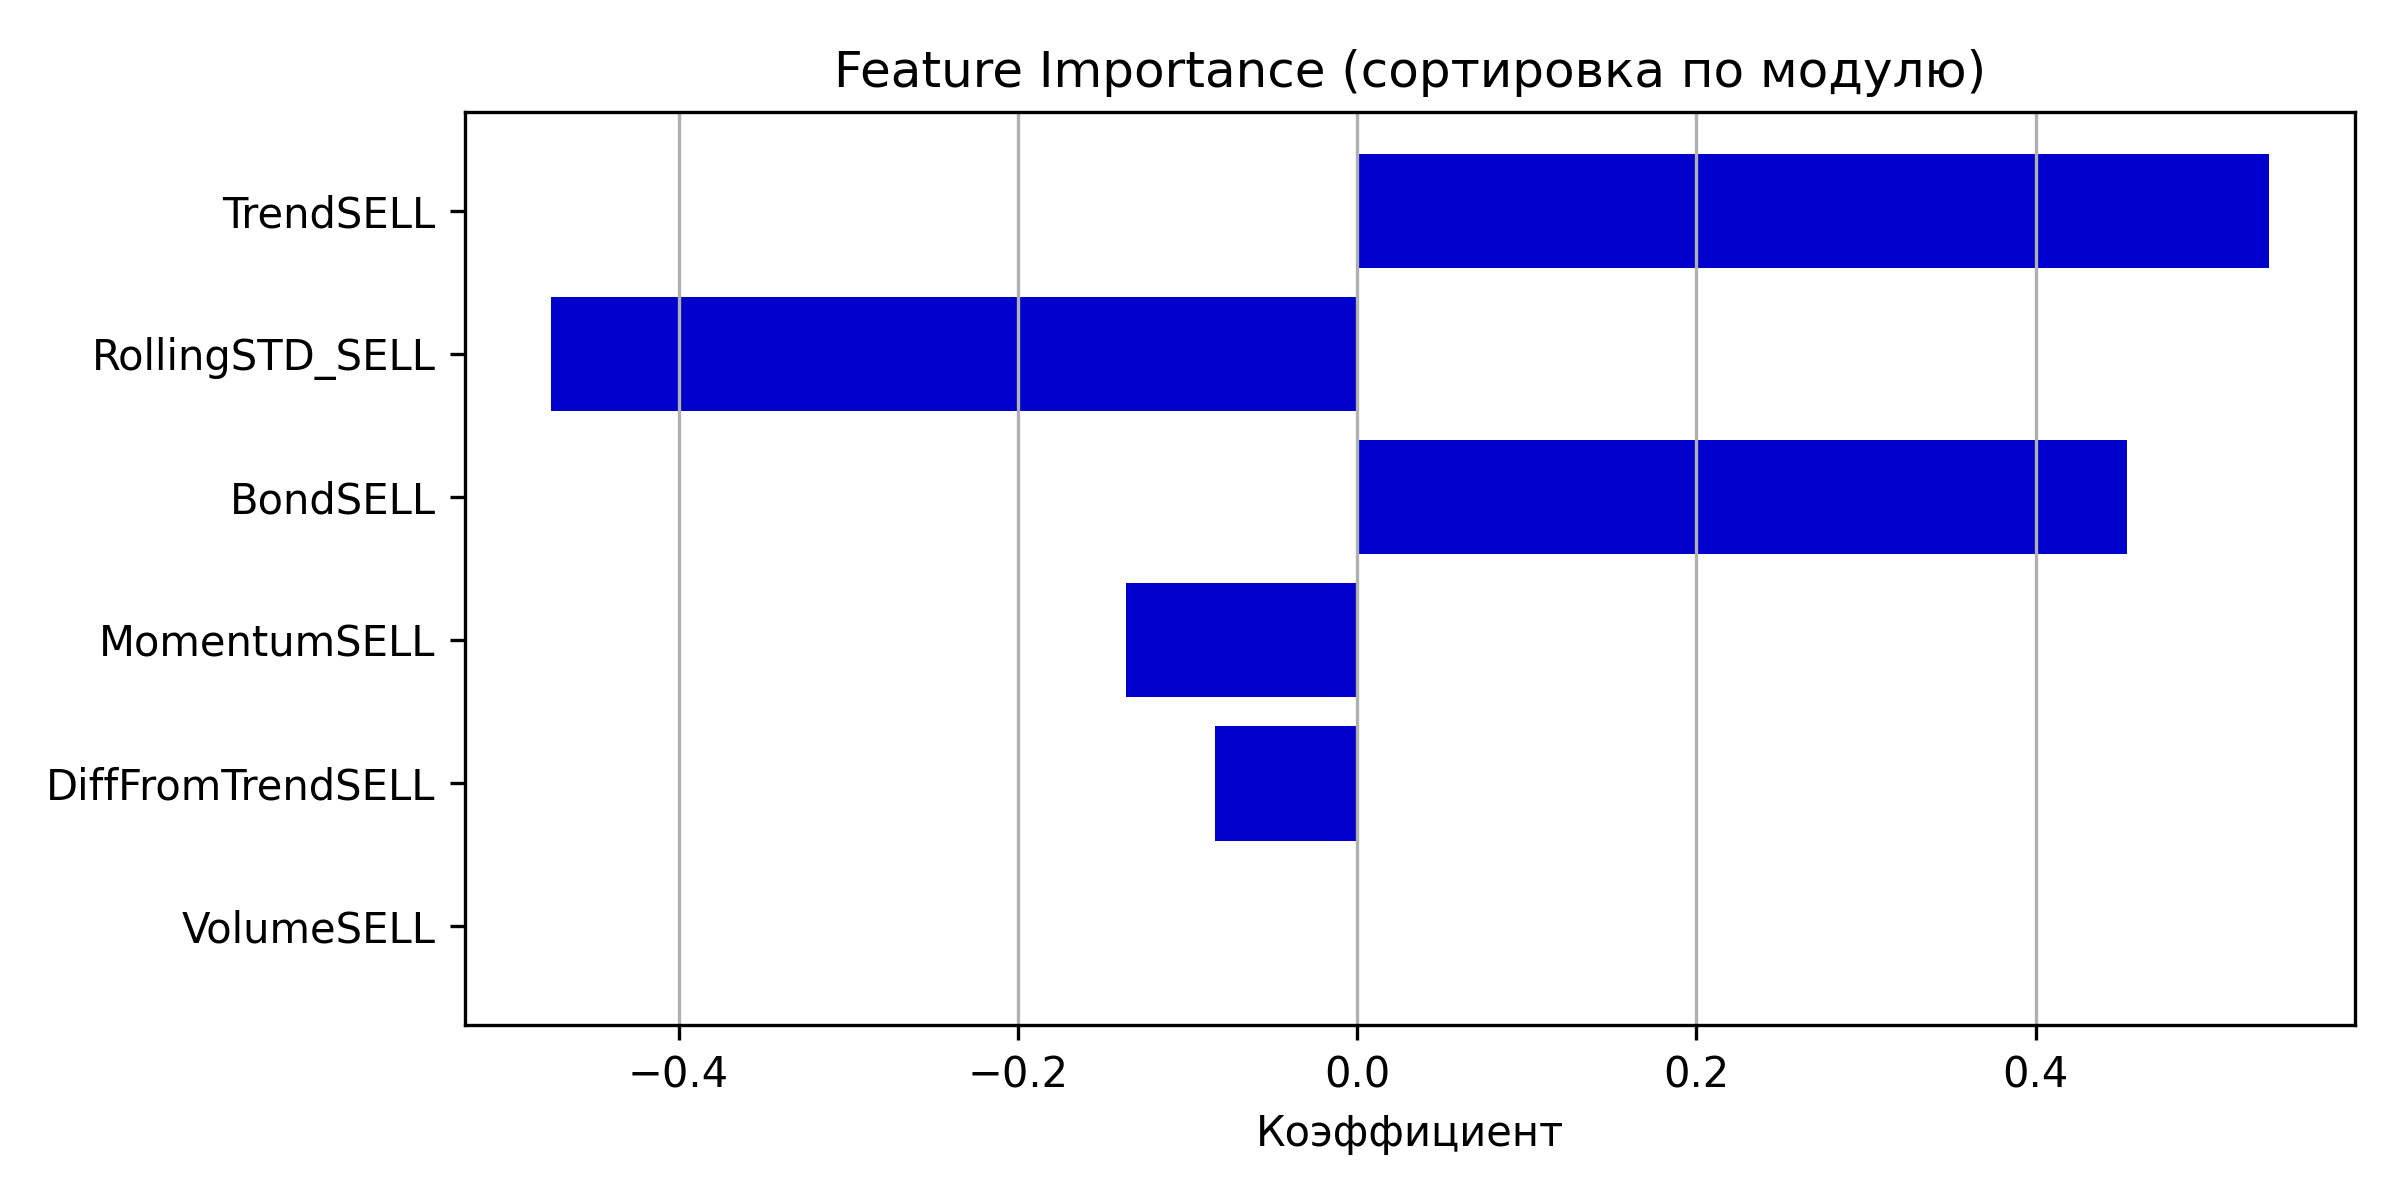 Feature Importance (сортировка по модулю)
TrendSELL
RollingSTD_SELL
BondSELL
MomentumSELL
DiffFromTrendSELL
VolumeSELL
−0.4 −0.2 0.0 0.2 0.4
Коэффициент